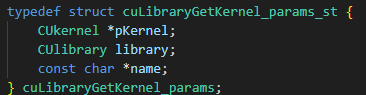 typedef struct cuLibraryGetKernel_params_st {
    CUkernel *pKernel;
    CUlibrary library;
    const char *name;
} cuLibraryGetKernel_params;